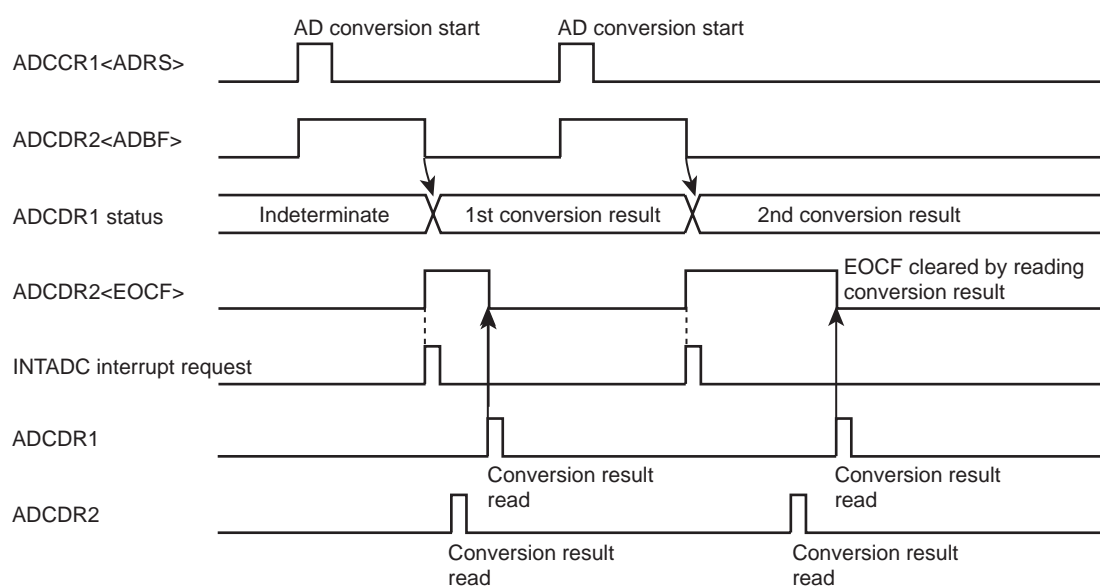 AD conversion start
AD conversion start
ADCCR1<ADRS>
ADCDR2<ADBF>
ADCDR1 status
Indeterminate
1st conversion result
2nd conversion result
EOCF cleared by reading
conversion result
ADCDR2<EOCF>
INTADC interrupt request
ADCDR1
Conversion result
read
Conversion result
read
ADCDR2
Conversion result
read
Conversion result
read